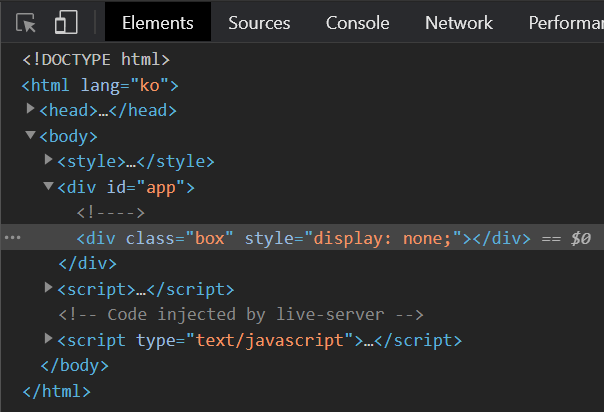 Elements Sources Console Network Performa
<!DOCTYPE html>
<html lang="ko">
<head>…</head>
<body>
<style>…</style>
<div id="app">
<!---->
<div class="box" style="display: none;"></div> == $0
</div>
<script>…</script>
<!-- Code injected by live-server -->
<script type="text/javascript">…</script>
</body>
</html>